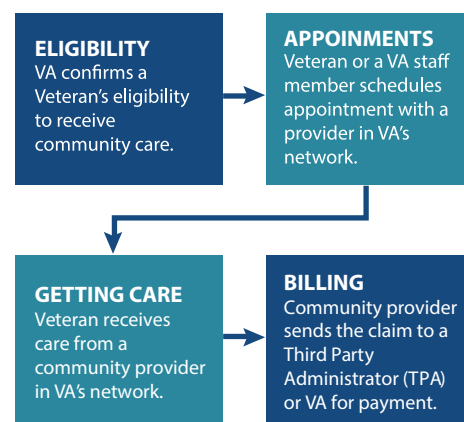 ELIGIBILITY
VA confirms a
Veteran's eligibility
to receive
community care.
APPOINMENTS
Veteran or a VA staff
member schedules
appointment with a
provider in VA's
network.
GETTING CARE
Veteran receives
care from a
community provider
in VA's network.
BILLING
Community provider
sends the claim to a
Third Party
Administrator (TPA)
or VA for payment.